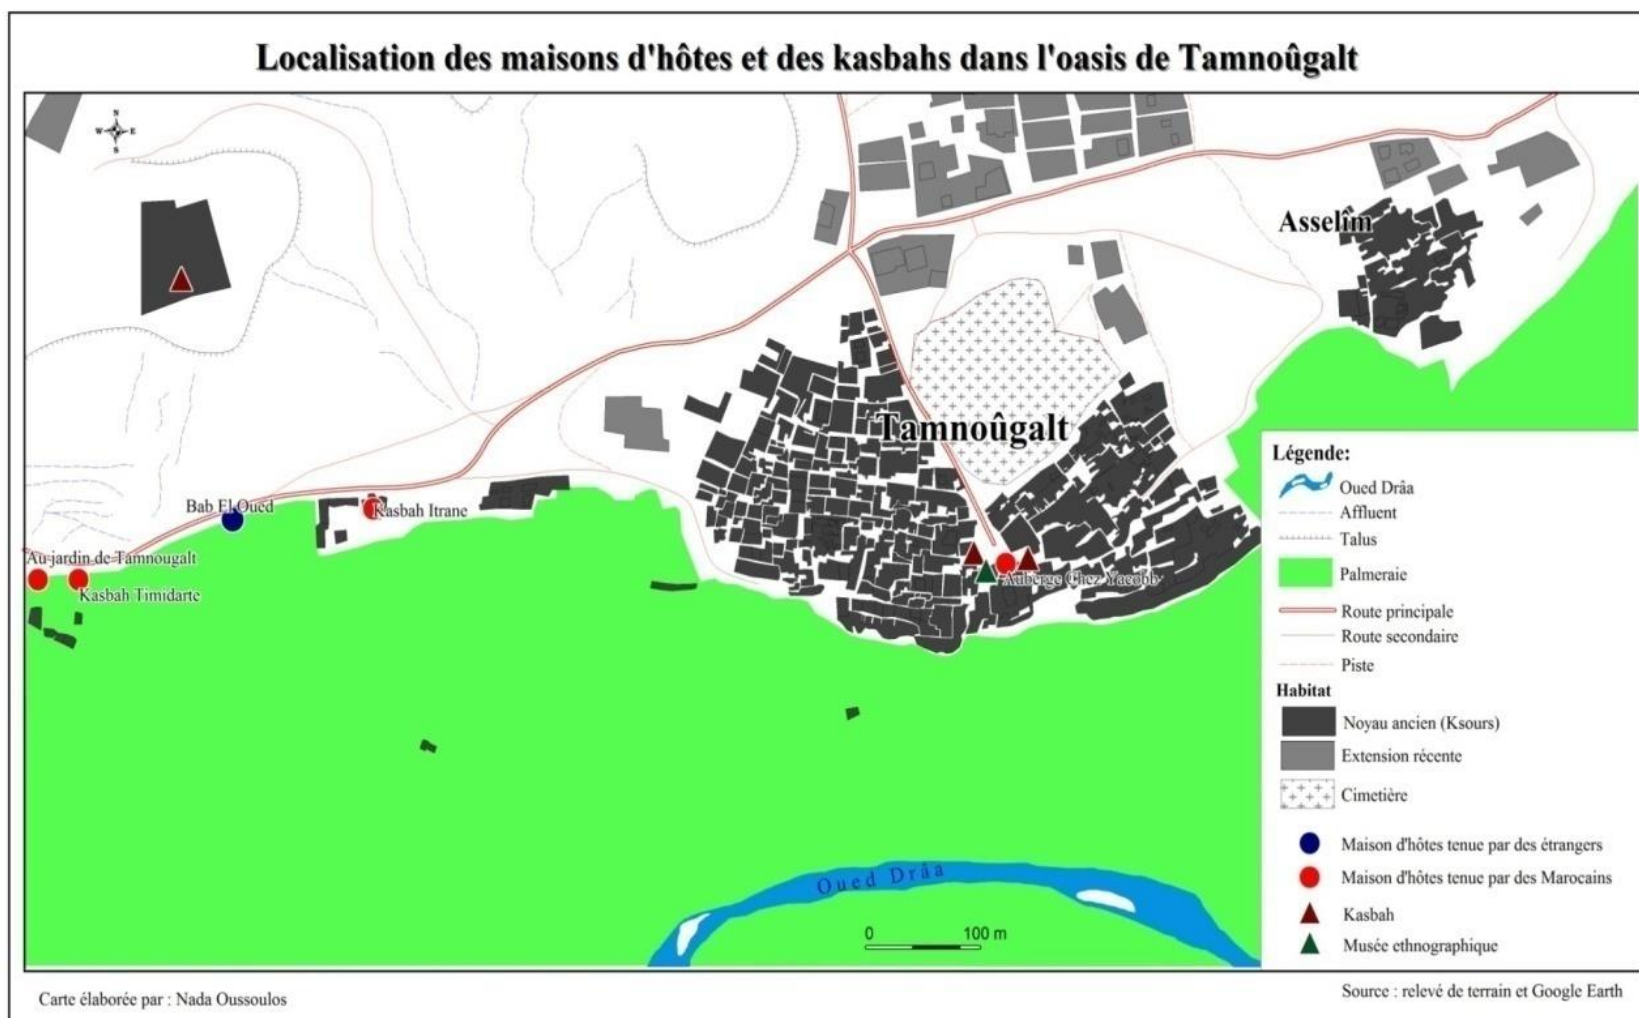 Localisation des maisons d'hôtes et des kasbahs dans l'oasis de Tamnoûgalt
N
W E
S
Asselîm
Tamnoûgalt
Bab El Oued
Kasbah Itrane
Au jardin de Tamnougalt
Kasbah Timidarte
Auberge Chez Yacobb
Oued Drâa
0 100 m
Légende:
Oued Drâa
Affluent
Talus
Palmeraie
Route principale
Route secondaire
Piste
Habitat
Noyau ancien (Ksours)
Extension récente
Cimetière
Maison d'hôtes tenue par des étrangers
Maison d'hôtes tenue par des Marocains
Kasbah
Musée ethnographique
Carte élaborée par : Nada Oussoulos
Source : relevé de terrain et Google Earth